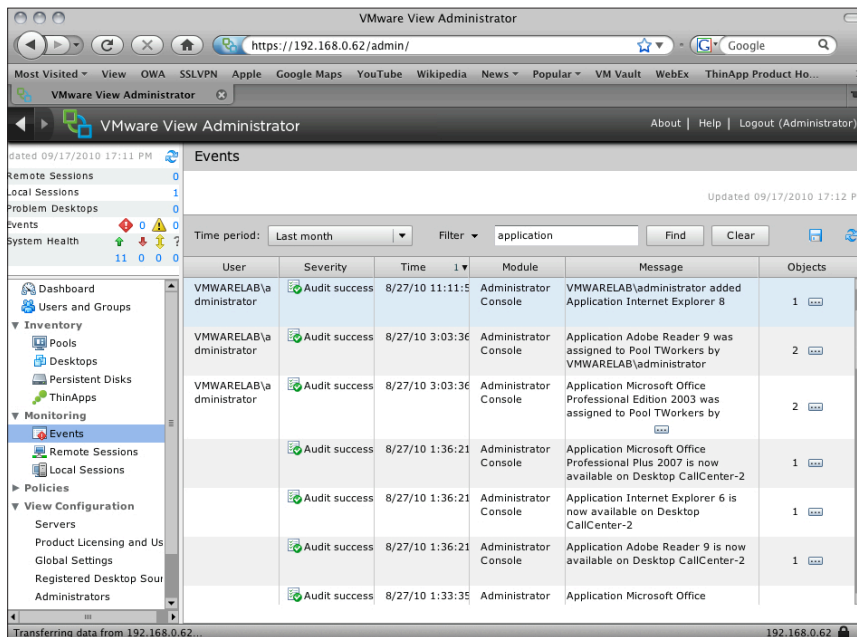 VMware View Administrator
https://192.168.0.62/admin/
Google
Most Visited View OWA SSLVPN Apple Google Maps YouTube Wikipedia News Popular VM Vault WebEx ThinApp Product Ho...
VMware View Administrator
VMware View Administrator
About | Help | Logout (Administrator)
dated 09/17/2010 17:11 PM
Remote Sessions 0
Local Sessions 1
Problem Desktops 0
Events 0 0
System Health ?
11 0 0 0
Dashboard
Users and Groups
Inventory
Pools
Desktops
Persistent Disks
ThinApps
Monitoring
Events
Remote Sessions
Local Sessions
Policies
View Configuration
Servers
Product Licensing and Us
Global Settings
Registered Desktop Sour
Administrators
Events
Updated 09/17/2010 17:12 P
Time period: Last month Filter application Find Clear
User Severity Time 1 Module Message Objects
VMWARELAB\a Audit success 8/27/10 11:11:5 Administrator VMWARELAB\administrator added
dministrator Console Application Internet Explorer 8 1 ...
VMWARELAB\a Audit success 8/27/10 3:03:36 Administrator Application Adobe Reader 9 was
dministrator Console assigned to Pool TWorkers by 2 ...
VMWARELAB\administrator
VMWARELAB\a Audit success 8/27/10 3:03:36 Administrator Application Microsoft Office
dministrator Console Professional Edition 2003 was
assigned to Pool TWorkers by 2 ...
...
Audit success 8/27/10 1:36:21 Administrator Application Microsoft Office
Console Professional Plus 2007 is now 1 ...
available on Desktop CallCenter-2
Audit success 8/27/10 1:36:21 Administrator Application Internet Explorer 6 is
Console now available on Desktop 1 ...
CallCenter-2
Audit success 8/27/10 1:36:21 Administrator Application Adobe Reader 9 is now
Console available on Desktop CallCenter-2 1 ...
Audit success 8/27/10 1:33:35 Administrator Application Microsoft Office
Transferring data from 192.168.0.62... 192.168.0.62